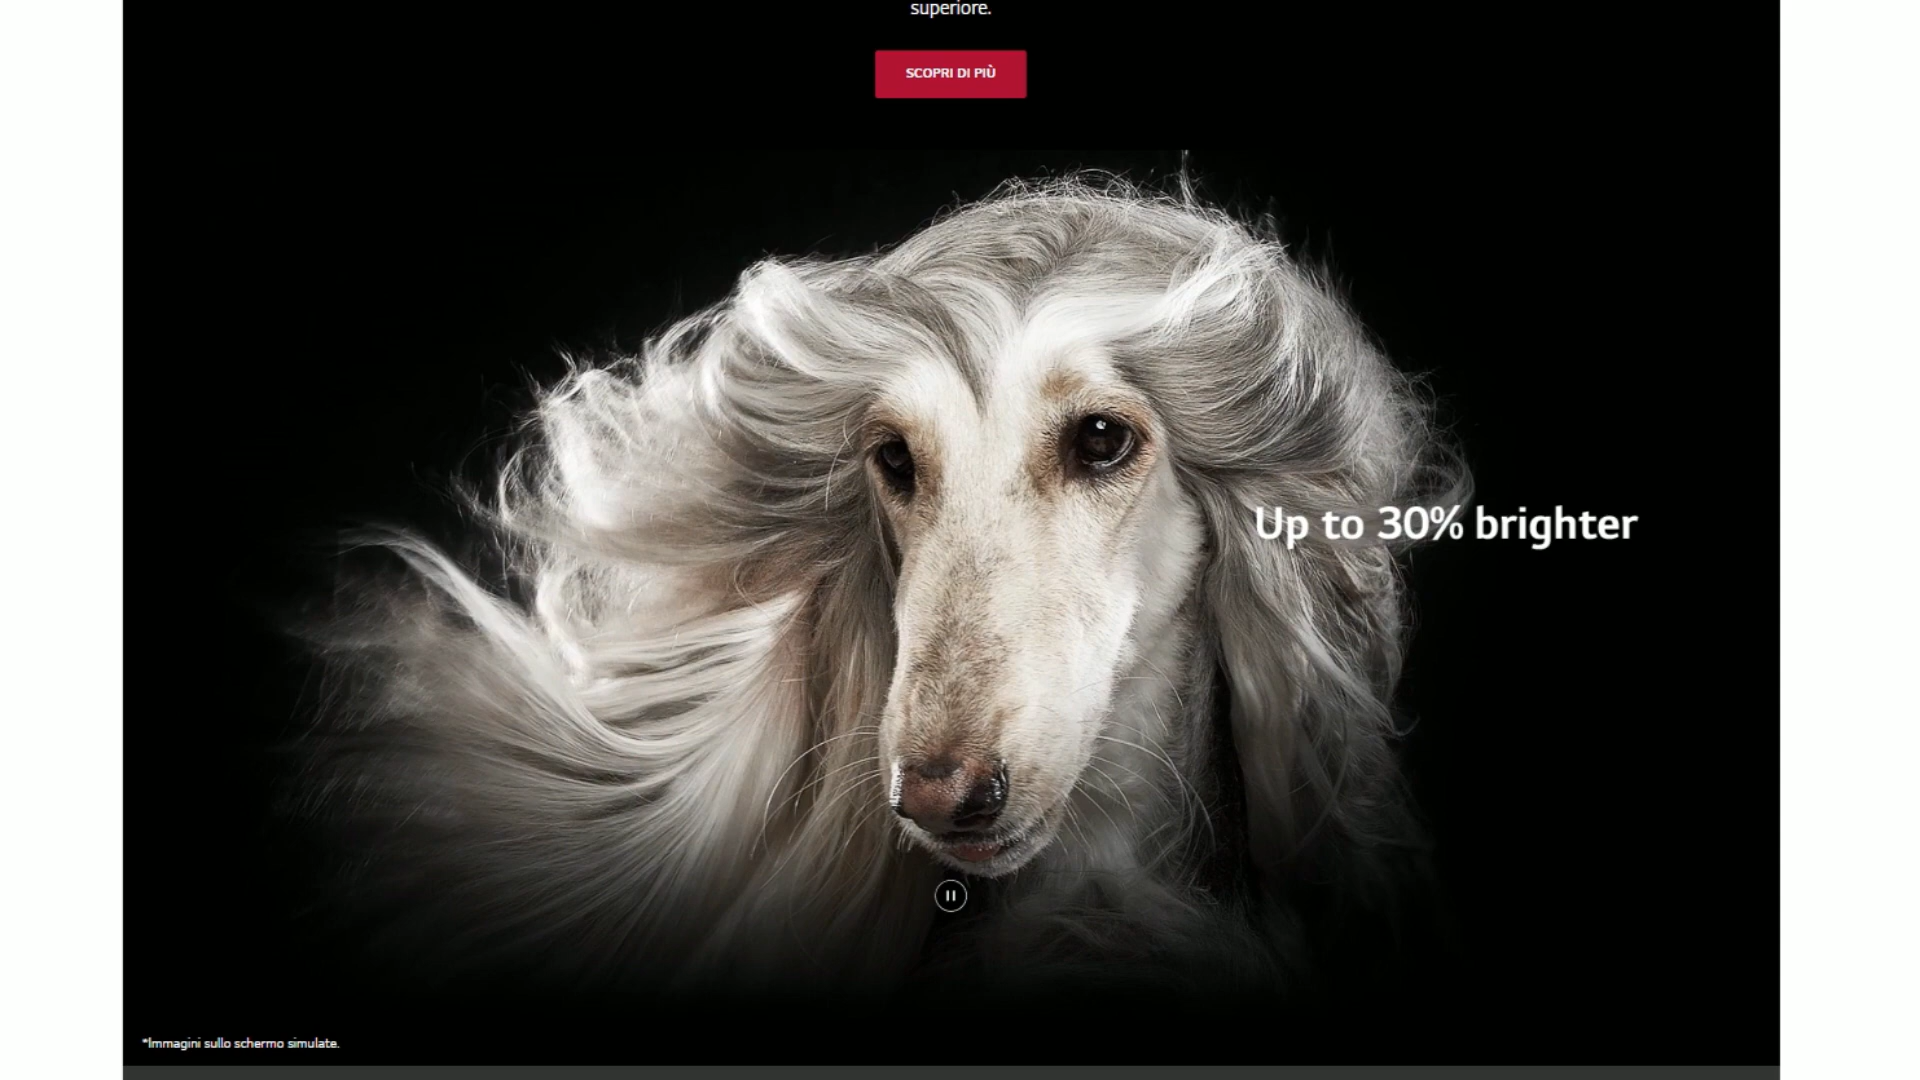 superiore.
SCOPRI DI PIÙ
Up to 30% brighter
*Immagini sullo schermo simulate.